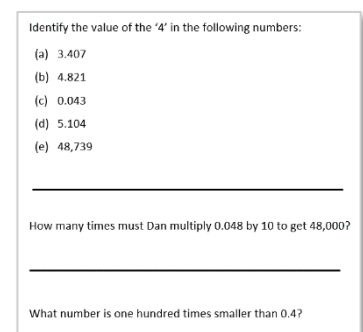 Identify the value of the ‘4’ in the following numbers:
(a) 3.407
(b) 4.821
(c) 0.043
(d) 5.104
(e) 48,739
How many times must Dan multiply 0.048 by 10 to get 48,000?
What number is one hundred times smaller than 0.4?